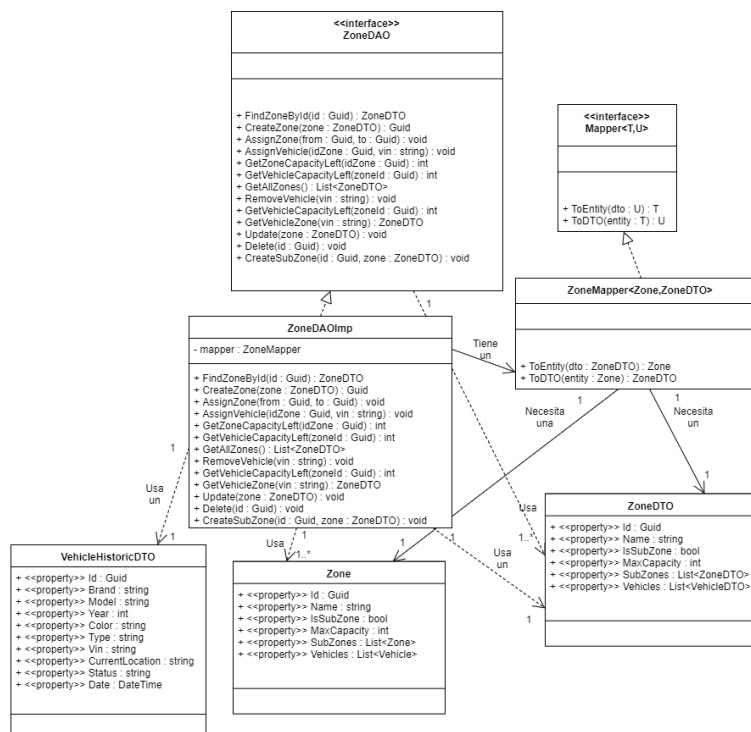 <<interface>>
ZoneDAO
+ FindZoneById(id : Guid) : ZoneDTO
+ CreateZone(zone : ZoneDTO) : Guid
+ AssignZone(from : Guid, to : Guid) : void
+ AssignVehicle(idZone : Guid, vin : string) : void
+ GetZoneCapacityLeft(idZone : Guid) : int
+ GetVehicleCapacityLeft(zoneId : Guid) : int
+ GetAllZones() : List<ZoneDTO>
+ RemoveVehicle(vin : string) : void
+ GetVehicleCapacityLeft(zoneId : Guid) : int
+ GetVehicleZone(vin : string) : ZoneDTO
+ Update(zone : ZoneDTO) : void
+ Delete(id : Guid) : void
+ CreateSubZone(id : Guid, zone : ZoneDTO) : void
<<interface>>
Mapper<T,U>
+ ToEntity(dto : U) : T
+ ToDTO(entity : T) : U
ZoneMapper<Zone,ZoneDTO>
+ ToEntity(dto : ZoneDTO) : Zone
+ ToDTO(entity : Zone) : ZoneDTO
1
ZoneDAOImp
- mapper : ZoneMapper
+ FindZoneById(id : Guid) : ZoneDTO
+ CreateZone(zone : ZoneDTO) : Guid
+ AssignZone(from : Guid, to : Guid) : void
+ AssignVehicle(idZone : Guid, vin : string) : void
+ GetZoneCapacityLeft(idZone : Guid) : int
+ GetVehicleCapacityLeft(zoneId : Guid) : int
+ GetAllZones() : List<ZoneDTO>
+ RemoveVehicle(vin : string) : void
+ GetVehicleCapacityLeft(zoneId : Guid) : int
+ GetVehicleZone(vin : string) : ZoneDTO
+ Update(zone : ZoneDTO) : void
+ Delete(id : Guid) : void
+ CreateSubZone(id : Guid, zone : ZoneDTO) : void
Tiene
un
1
1
Necesita
una
1
1
Necesita
un
1
1
Usa
un
1
1
Usa
1..*
1
Usa
un
1
Usa
1..*
1
VehicleHistoricDTO
+ <<property>> Id : Guid
+ <<property>> Brand : string
+ <<property>> Model : string
+ <<property>> Year : int
+ <<property>> Color : string
+ <<property>> Type : string
+ <<property>> Vin : string
+ <<property>> CurrentLocation : string
+ <<property>> Status : string
+ <<property>> Date : DateTime
Zone
+ <<property>> Id : Guid
+ <<property>> Name : string
+ <<property>> IsSubZone : bool
+ <<property>> MaxCapacity : int
+ <<property>> SubZones : List<Zone>
+ <<property>> Vehicles : List<Vehicle>
ZoneDTO
+ <<property>> Id : Guid
+ <<property>> Name : string
+ <<property>> IsSubZone : bool
+ <<property>> MaxCapacity : int
+ <<property>> SubZones : List<ZoneDTO>
+ <<property>> Vehicles : List<VehicleDTO>